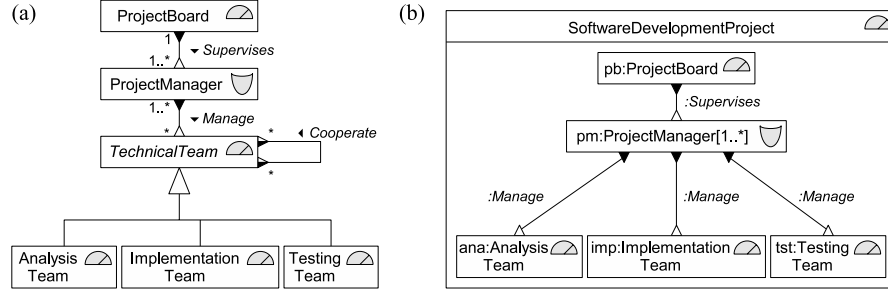 (a)
ProjectBoard
1
Supervises
1..*
ProjectManager
1..*
Manage
*
*
Cooperate
TechnicalTeam
*
Analysis
Team
Implementation
Team
Testing
Team
(b)
SoftwareDevelopmentProject
pb:ProjectBoard
:Supervises
pm:ProjectManager[1..*]
:Manage
:Manage
:Manage
ana:Analysis
Team
imp:Implementation
Team
tst:Testing
Team